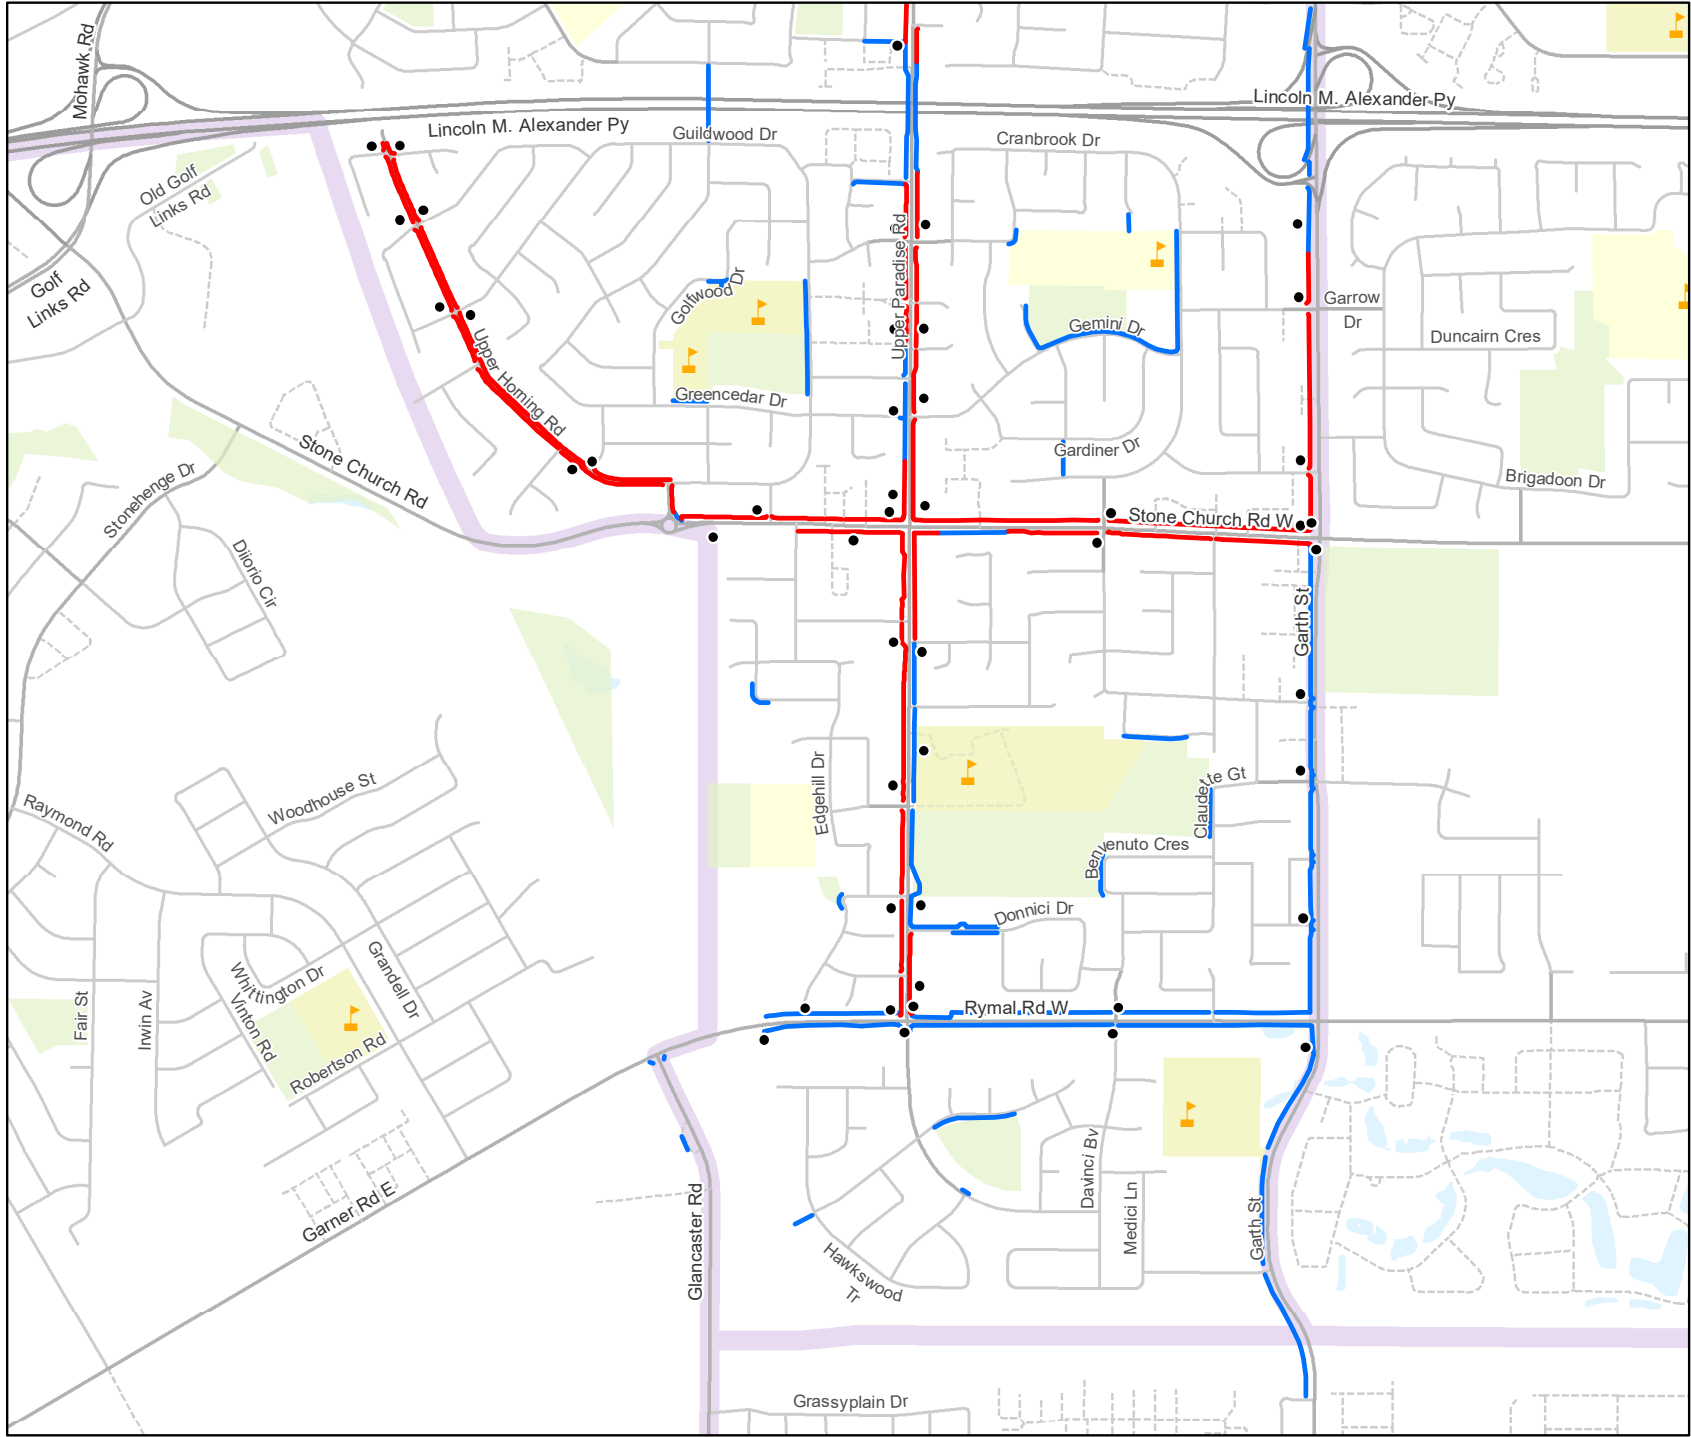 Mohawk Rd
Lincoln M. Alexander Py
Lincoln M. Alexander Py
Guildwood Dr
Cranbrook Dr
Old Golf
Links Rd
Golf
Links Rd
Golfwood Dr
Upper Paradise Rd
Garrow
Dr
Gemini Dr
Duncairn Cres
Upper Horning Rd
Greencedar Dr
Gardiner Dr
Stone Church Rd
Stonehenge Dr
Brigadoon Dr
Stone Church Rd W
Diiorio Cir
Garth St
Edgehill Dr
Woodhouse St
Claudette Gt
Raymond Rd
Benvenuto Cres
Donnici Dr
Grandell Dr
Whittington Dr
Vinton Rd
Fair St
Irwin Av
Rymal Rd W
Robertson Rd
Davinci Bv
Medici Ln
Garth St
Garner Rd E
Glancaster Rd
Hawkswood
Tr
Grassyplain Dr